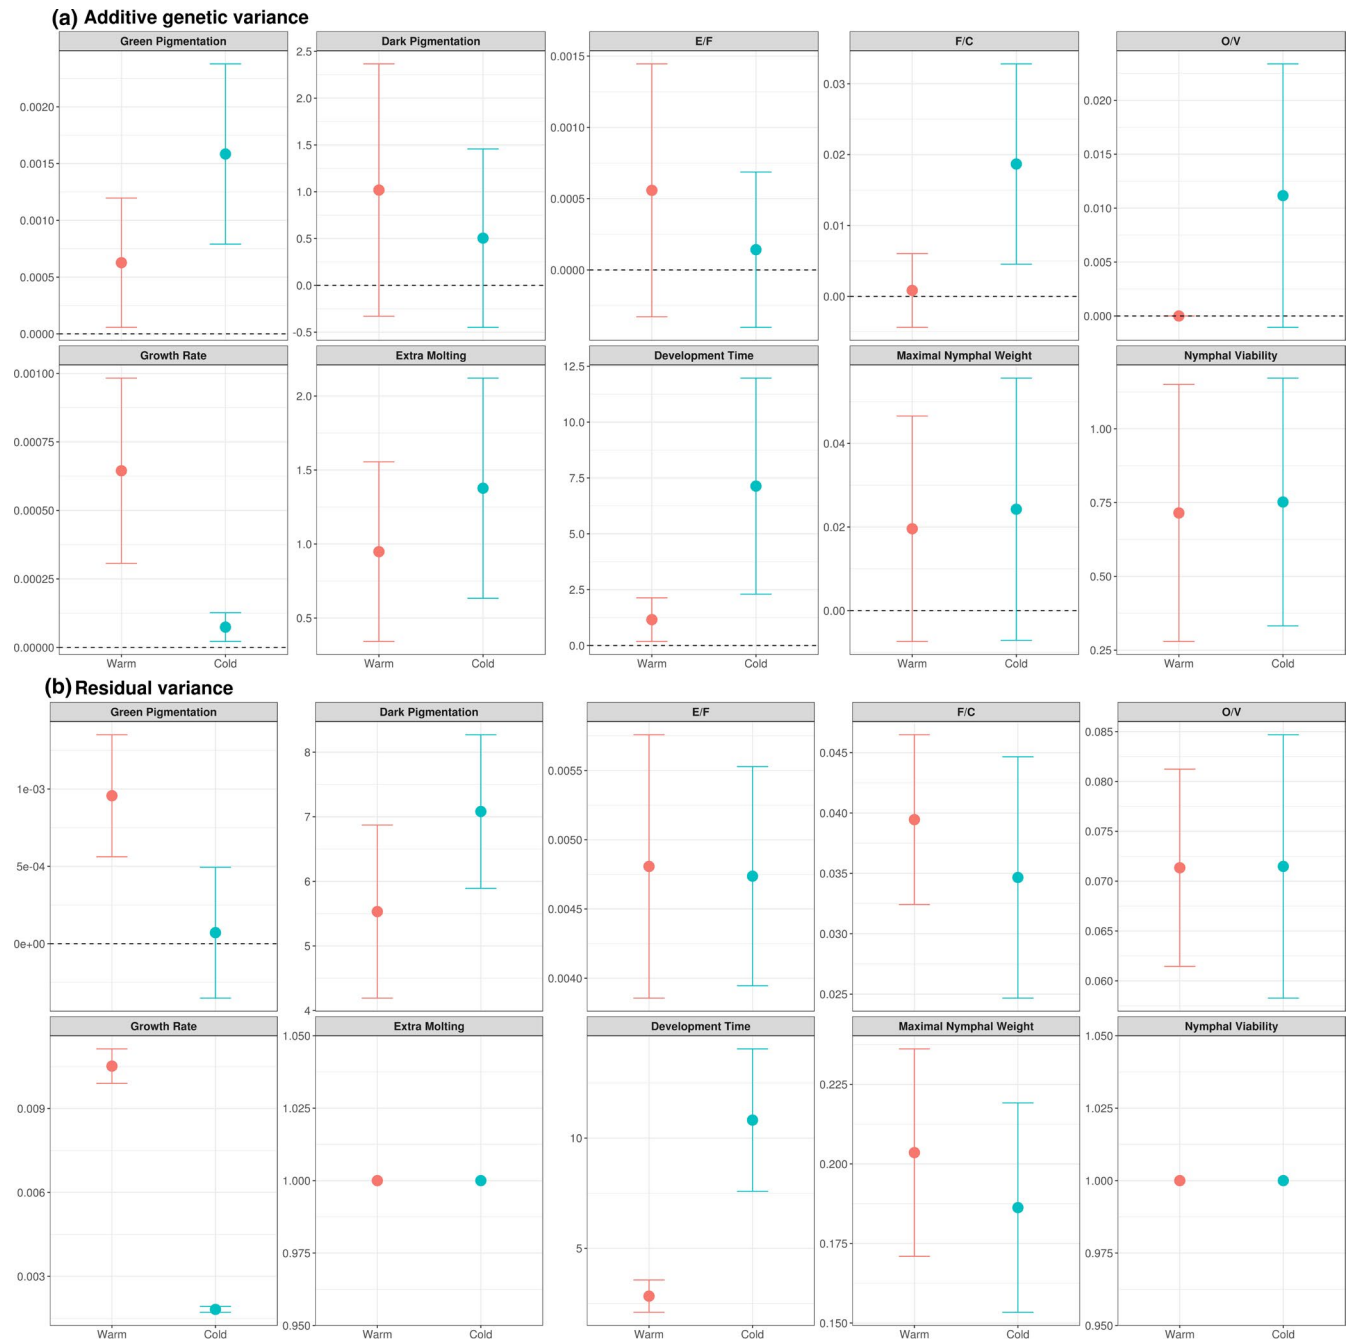 (a) Additive genetic variance
Green Pigmentation
0.0020
0.0015
0.0010
0.0005
0.0000
Dark Pigmentation
2.5
2.0
1.5
1.0
0.5
0.0
-0.5
E/F
0.0015
0.0010
0.0005
0.0000
F/C
0.03
0.02
0.01
0.00
O/V
0.020
0.015
0.010
0.005
0.000
Growth Rate
0.00100
0.00075
0.00050
0.00025
0.00000
Warm Cold
Extra Molting
2.0
1.5
1.0
0.5
Warm Cold
Development Time
12.5
10.0
7.5
5.0
2.5
0.0
Warm Cold
Maximal Nymphal Weight
0.04
0.02
0.00
Warm Cold
Nymphal Viability
1.00
0.75
0.50
0.25
Warm Cold
(b) Residual variance
Green Pigmentation
1e-03
5e-04
0e+00
Dark Pigmentation
8
7
6
5
4
E/F
0.0055
0.0050
0.0045
0.0040
F/C
0.045
0.040
0.035
0.030
0.025
O/V
0.085
0.080
0.075
0.070
0.065
0.060
Growth Rate
0.009
0.006
0.003
Warm Cold
Extra Molting
1.050
1.025
1.000
0.975
0.950
Warm Cold
Development Time
10
5
Warm Cold
Maximal Nymphal Weight
0.225
0.200
0.175
0.150
Warm Cold
Nymphal Viability
1.050
1.025
1.000
0.975
0.950
Warm Cold